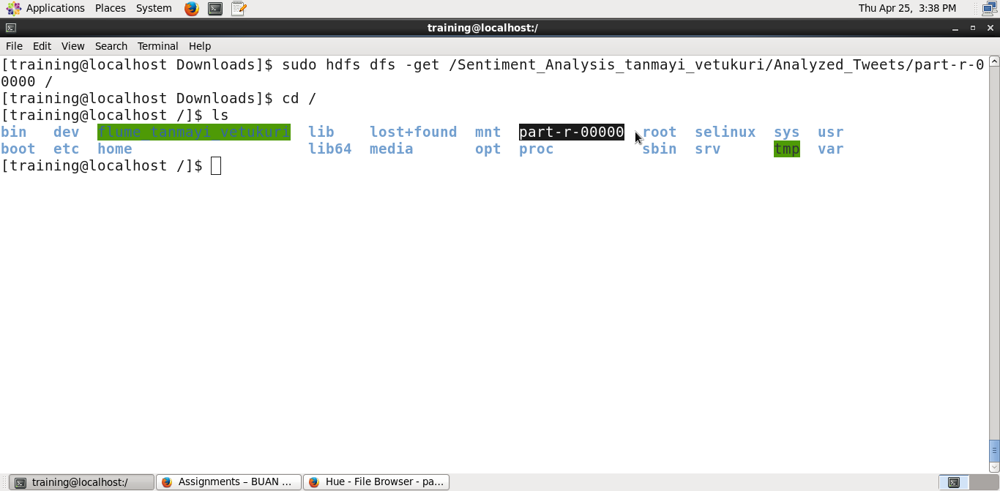 Applications Places System Thu Apr 25, 3:38 PM
training@localhost:/
File Edit View Search Terminal Help
[training@localhost Downloads]$ sudo hdfs dfs -get /Sentiment_Analysis_tanmayi_vetukuri/Analyzed_Tweets/part-r-0
0000 /
[training@localhost Downloads]$ cd /
[training@localhost /]$ ls
bin dev flume_tanmayi_vetukuri lib lost+found mnt part-r-00000 root selinux sys usr
boot etc home lib64 media opt proc sbin srv tmp var
[training@localhost /]$
training@localhost:/ Assignments – BUAN ... Hue - File Browser - pa...